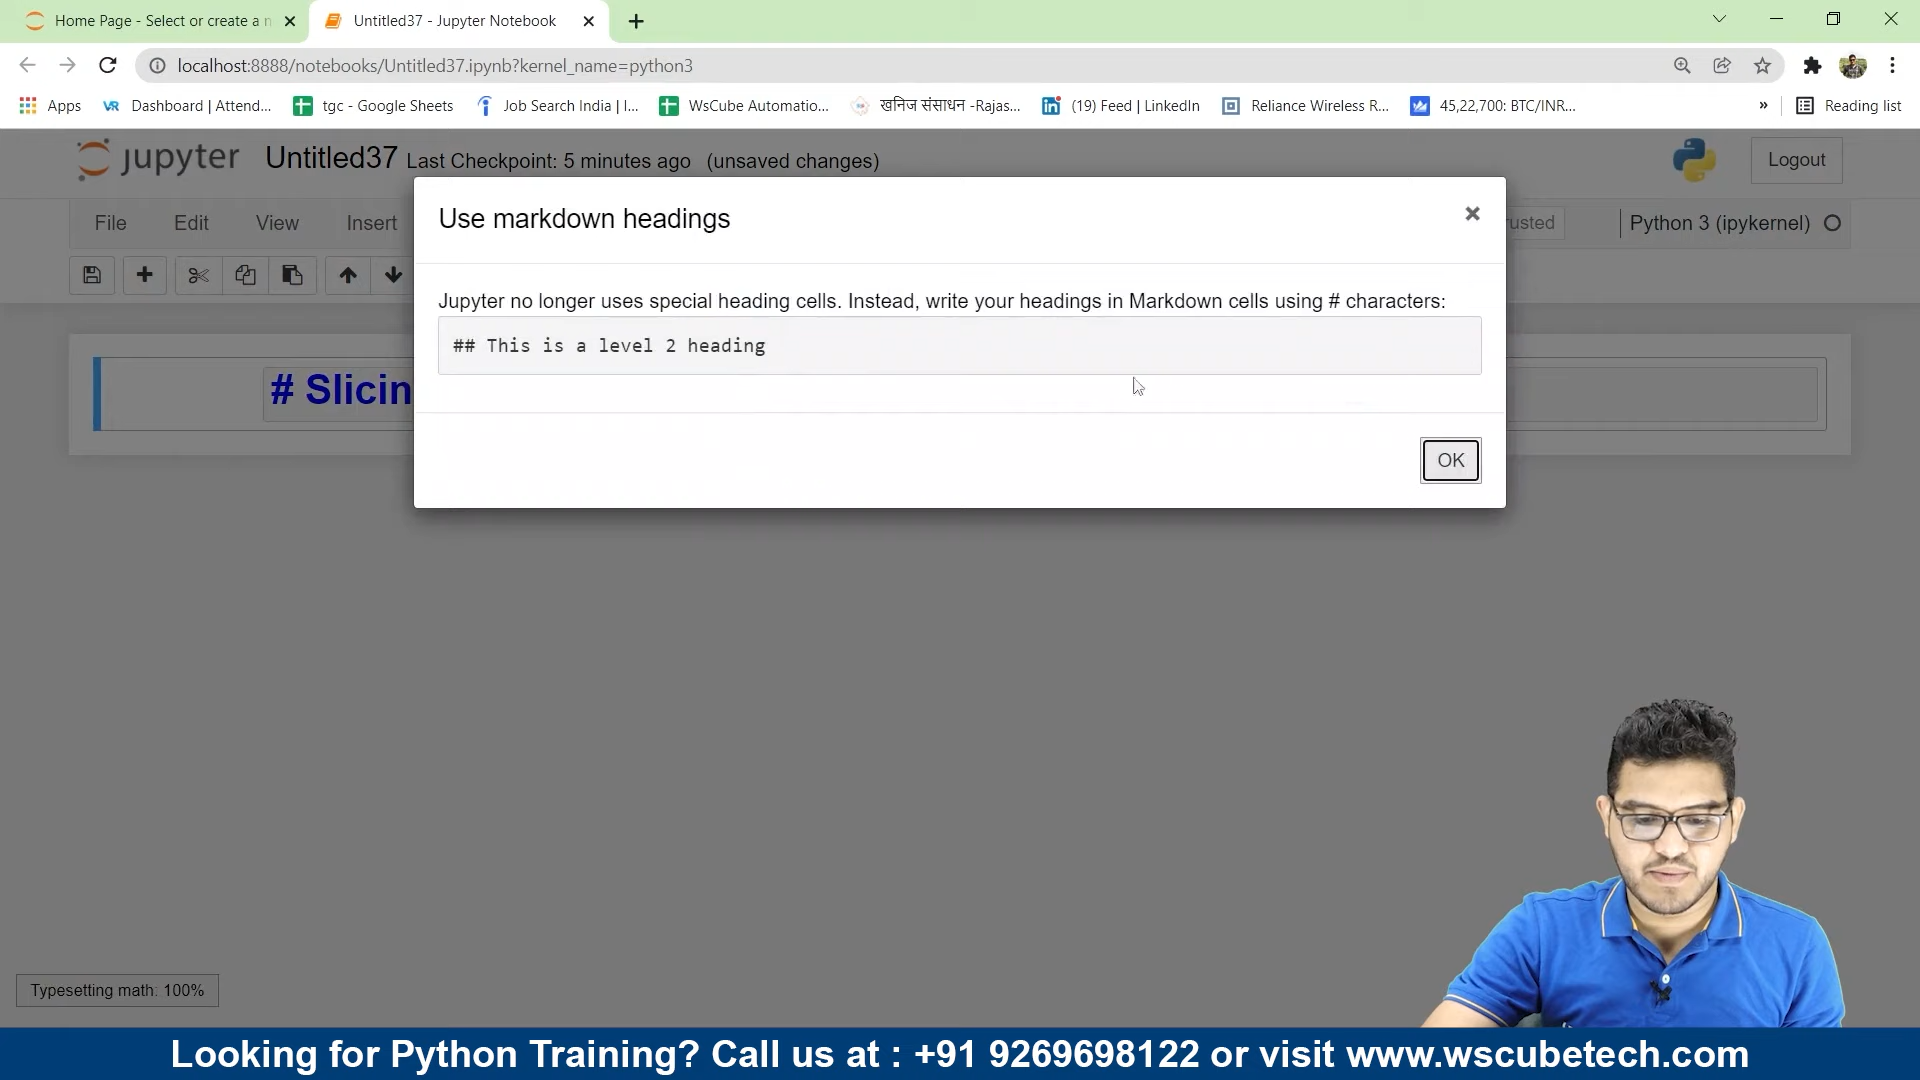 Home Page - Select or create a n
Untitled37 - Jupyter Notebook
localhost:8888/notebooks/Untitled37.ipynb?kernel_name=python3
Apps
Dashboard | Attend...
tgc - Google Sheets
Job Search India | I...
WsCube Automatio...
खनिज संसाधन -Rajas...
(19) Feed | LinkedIn
Reliance Wireless R...
45,22,700: BTC/INR...
»
Reading list
jupyter Untitled37 Last Checkpoint: 5 minutes ago (unsaved changes)
Logout
File Edit View Insert
usted
Python 3 (ipykernel)
Use markdown headings
Jupyter no longer uses special heading cells. Instead, write your headings in Markdown cells using # characters:
## This is a level 2 heading
# Slicin
OK
Typesetting math: 100%
Looking for Python Training? Call us at : +91 9269698122 or visit www.wscubetech.com